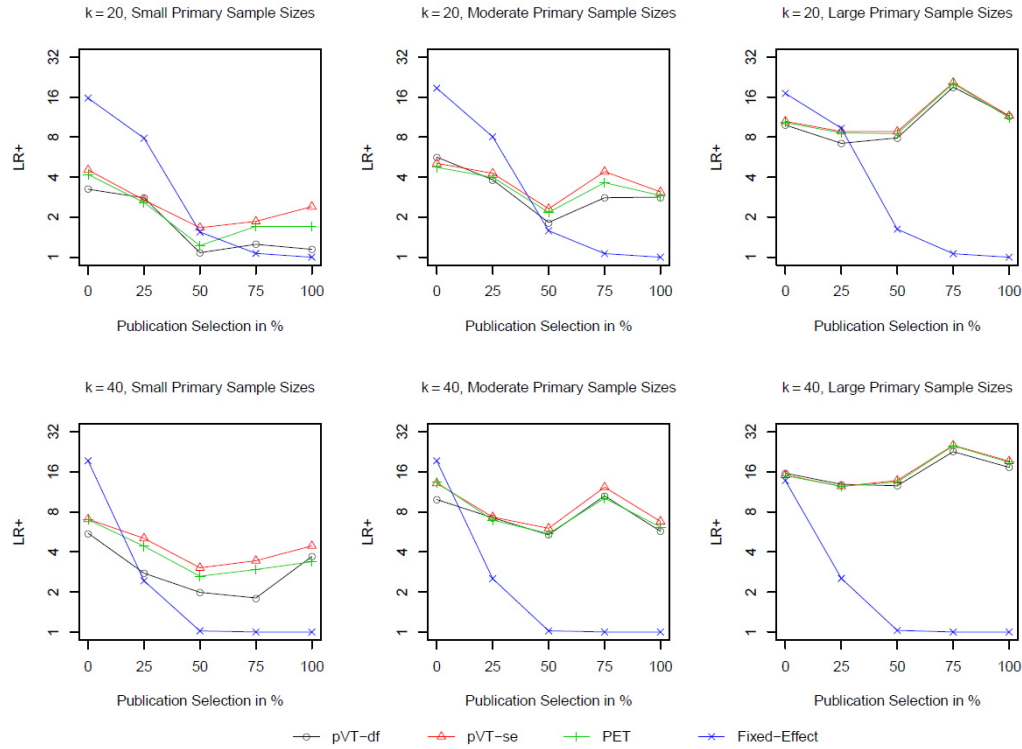 k = 20, Small Primary Sample Sizes
LR+
32
16
8
4
2
1
0 25 50 75 100
Publication Selection in %
k = 20, Moderate Primary Sample Sizes
LR+
32
16
8
4
2
1
0 25 50 75 100
Publication Selection in %
k = 20, Large Primary Sample Sizes
LR+
32
16
8
4
2
1
0 25 50 75 100
Publication Selection in %
k = 40, Small Primary Sample Sizes
LR+
32
16
8
4
2
1
0 25 50 75 100
Publication Selection in %
k = 40, Moderate Primary Sample Sizes
LR+
32
16
8
4
2
1
0 25 50 75 100
Publication Selection in %
k = 40, Large Primary Sample Sizes
LR+
32
16
8
4
2
1
0 25 50 75 100
Publication Selection in %
pVT−df pVT−se PET Fixed−Effect